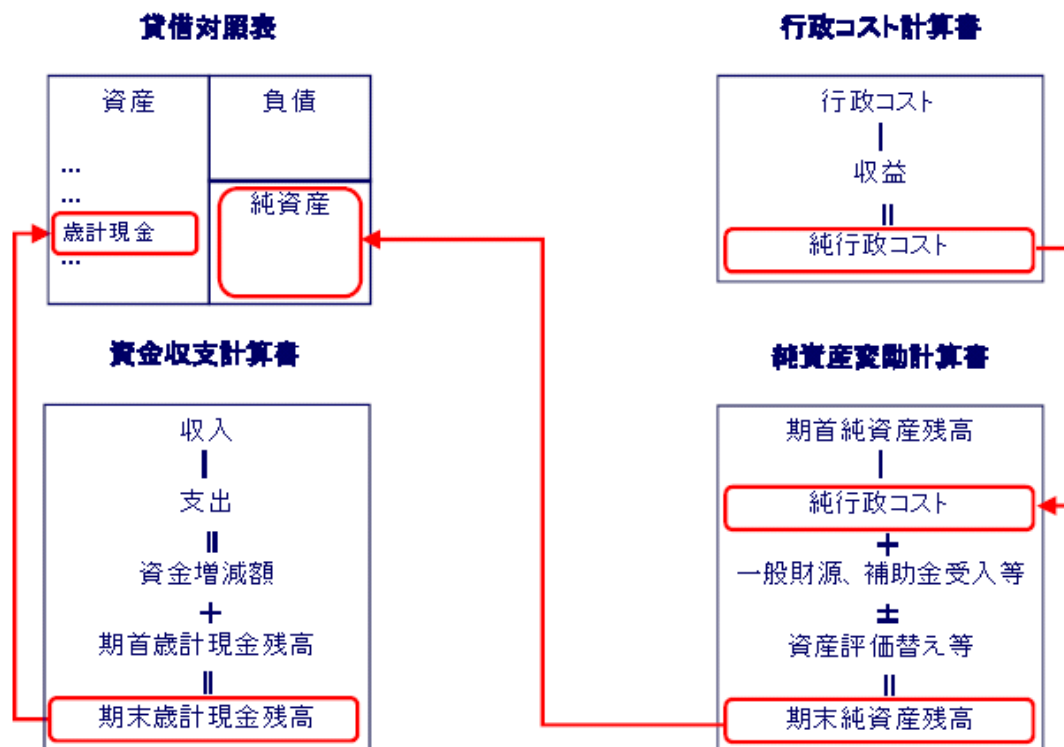 貸借対照表
資産
負債
…
…
歳計現金
…
純資産
行政コスト計算書
行政コスト
－
収益
＝
純行政コスト
資金収支計算書
収入
－
支出
＝
資金増減額
＋
期首歳計現金残高
＝
期末歳計現金残高
純資産変動計算書
期首純資産残高
－
純行政コスト
＋
一般財源、補助金受入等
±
資産評価替え等
＝
期末純資産残高